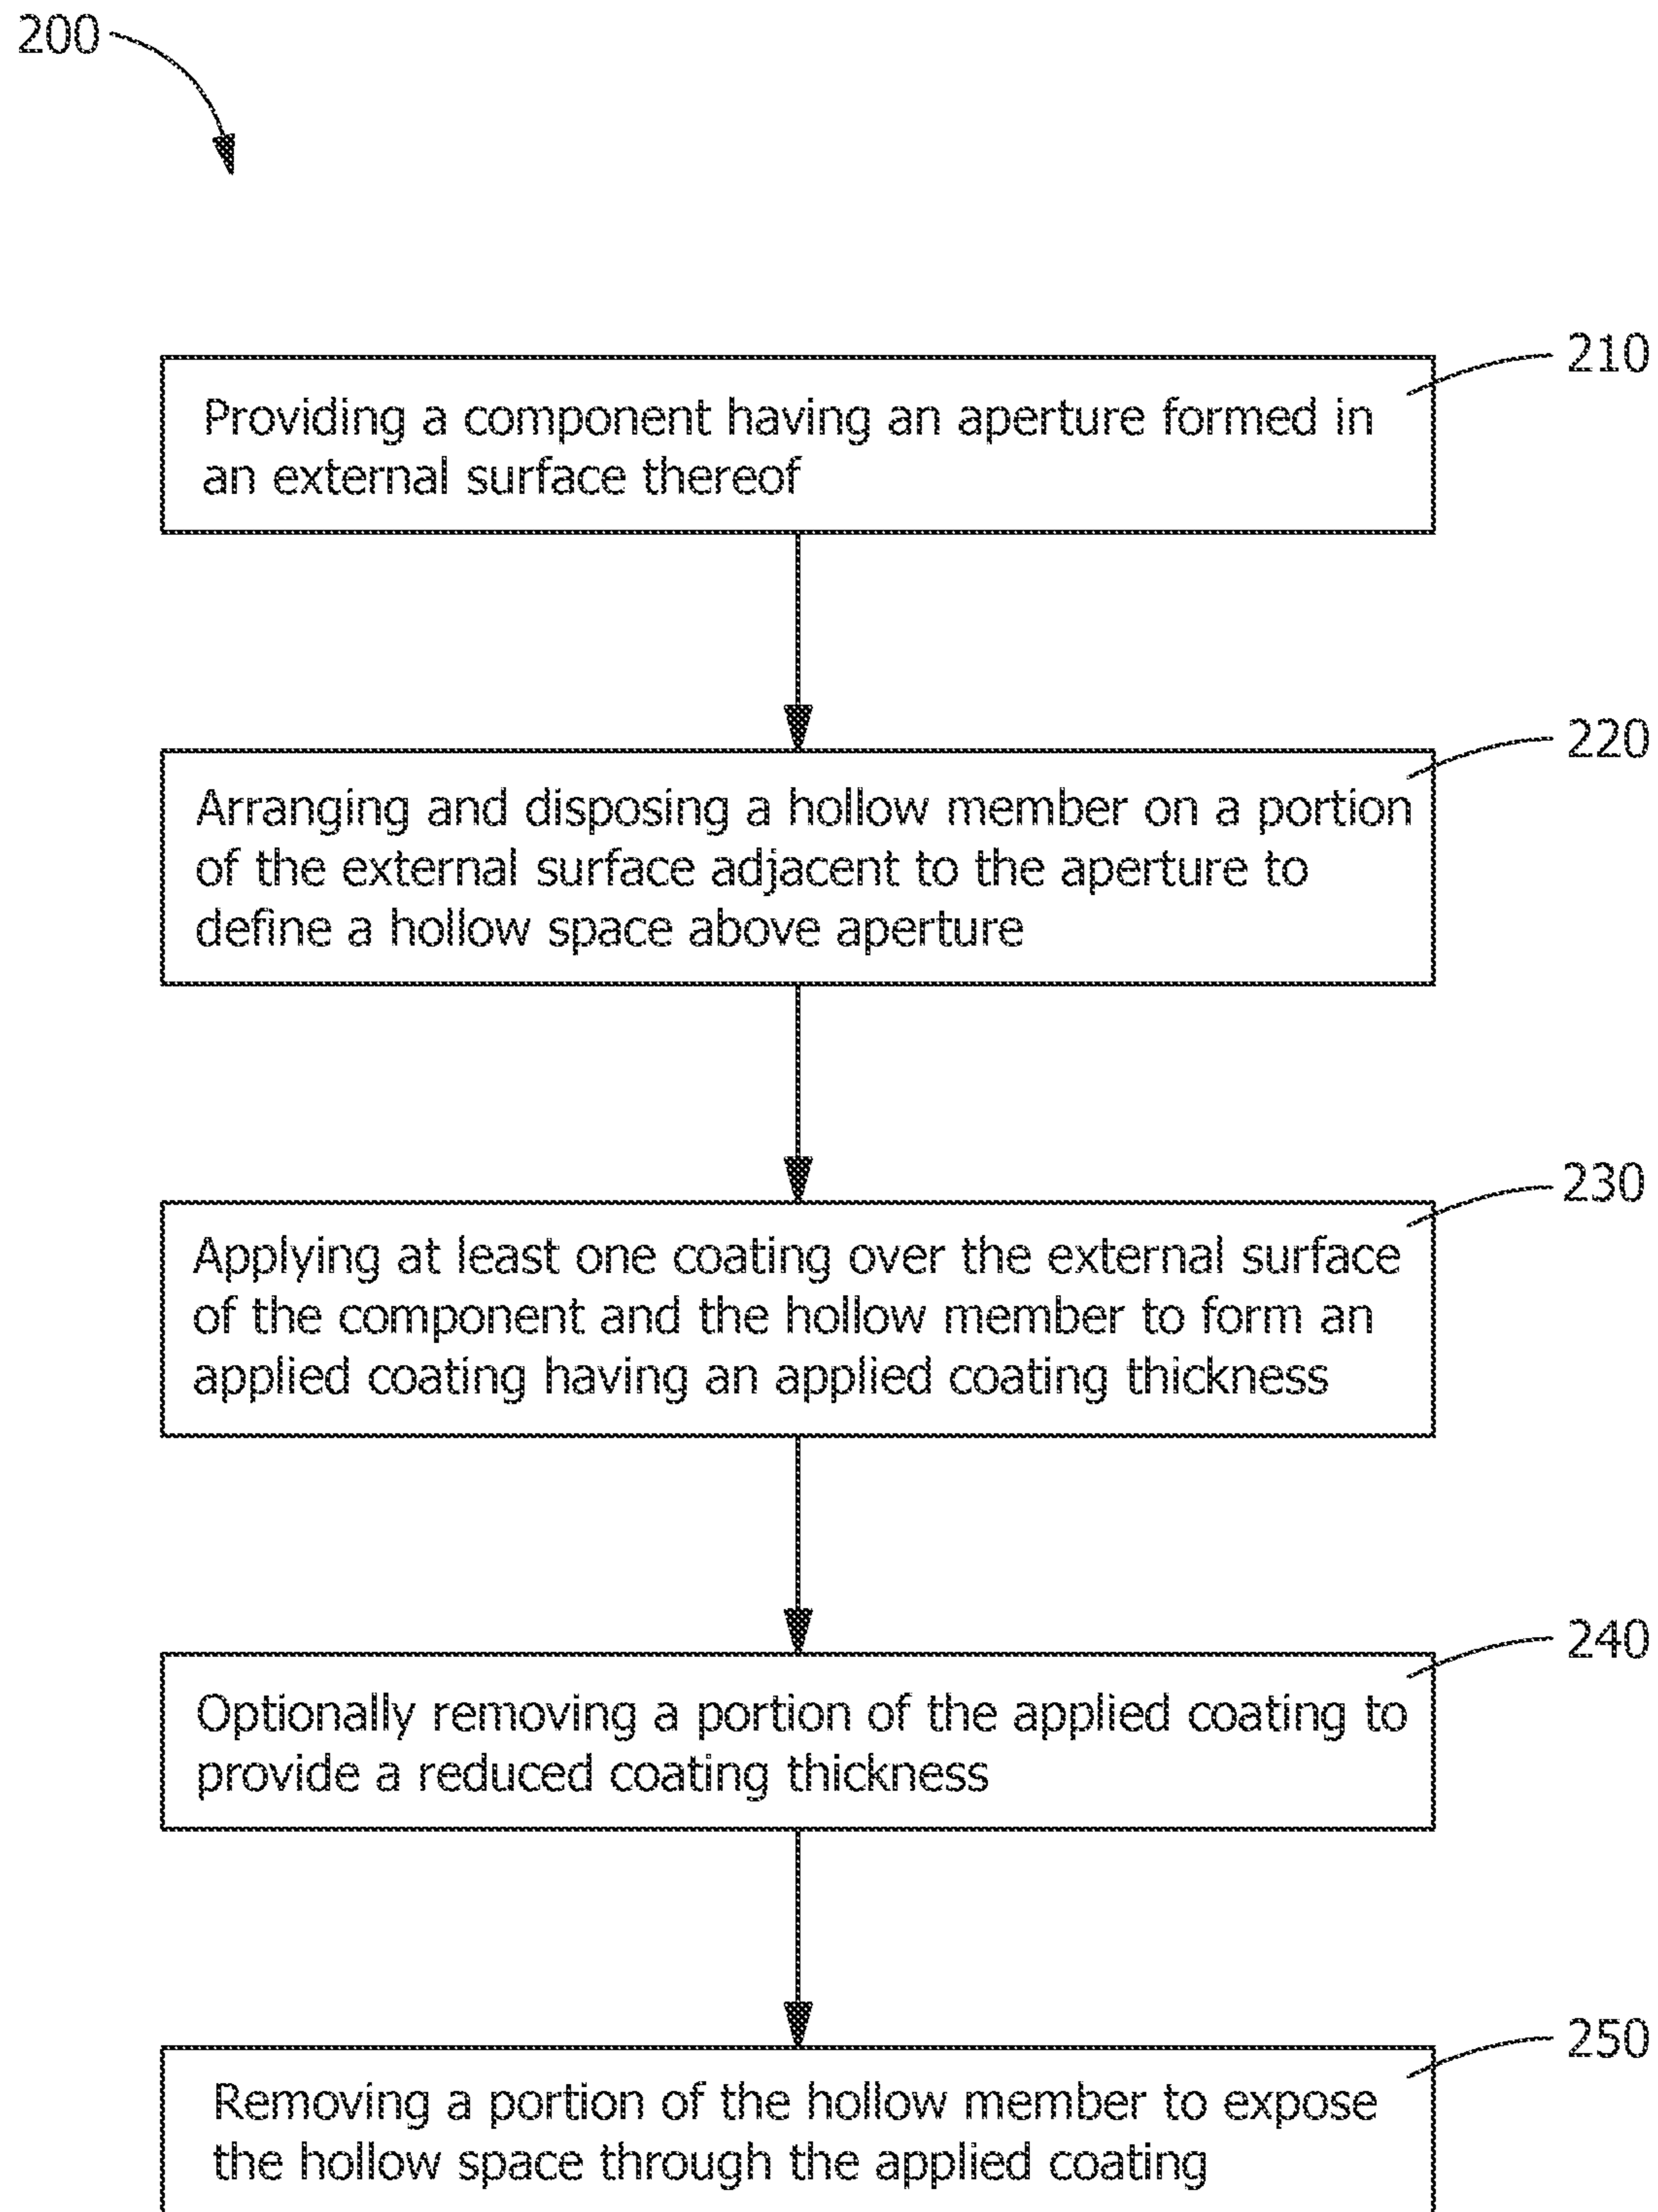 200
210
Providing a component having an aperture formed in
an external surface thereof
220
Arranging and disposing a hollow member on a portion
of the external surface adjacent to the aperture to
define a hollow space above aperture
230
Applying at least one coating over the external surface
of the component and the hollow member to form an
applied coating having an applied coating thickness
240
Optionally removing a portion of the applied coating to
provide a reduced coating thickness
250
Removing a portion of the hollow member to expose
the hollow space through the applied coating